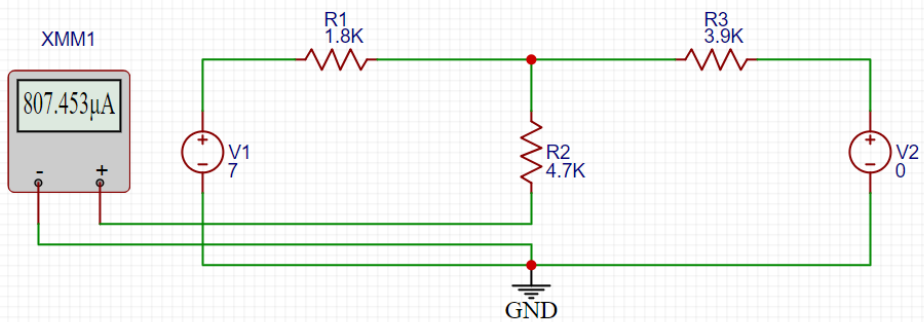 XMM1
807.453µA
- +
R1
1.8K
R3
3.9K
+
-
V1
7
R2
4.7K
+
-
V2
0
GND